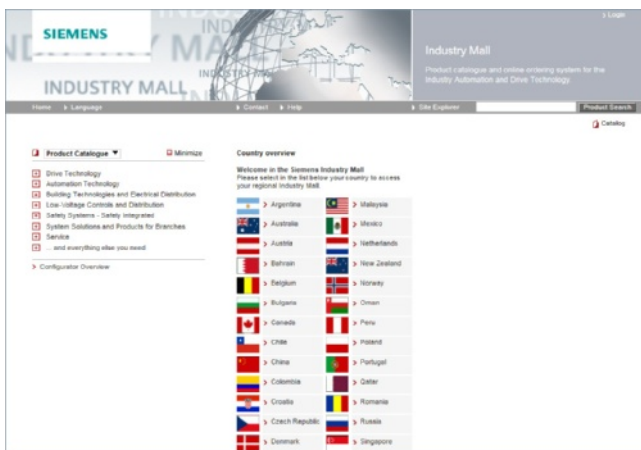 SIEMENS
INDUSTRY MALL
> Login
Industry Mall
Product catalogue and online ordering system for the
Industry Automation and Drive Technology.
Home > Language > Contact > Help > Site Explorer Product Search
Catalog
Product Catalogue Minimize
Drive Technology
Automation Technology
Building Technologies and Electrical Distribution
Low-Voltage Controls and Distribution
Safety Systems - Safety Integrated
System Solutions and Products for Branches
Service
... and everything else you need
> Configurator Overview
Country overview
Welcome in the Siemens Industry Mall
Please select in the list below your country to access
your regional Industry Mall.
> Argentina > Malaysia
> Australia > Mexico
> Austria > Netherlands
> Bahrain > New Zealand
> Belgium > Norway
> Bulgaria > Oman
> Canada > Peru
> Chile > Poland
> China > Portugal
> Colombia > Qatar
> Croatia > Romania
> Czech Republic > Russia
> Denmark > Singapore